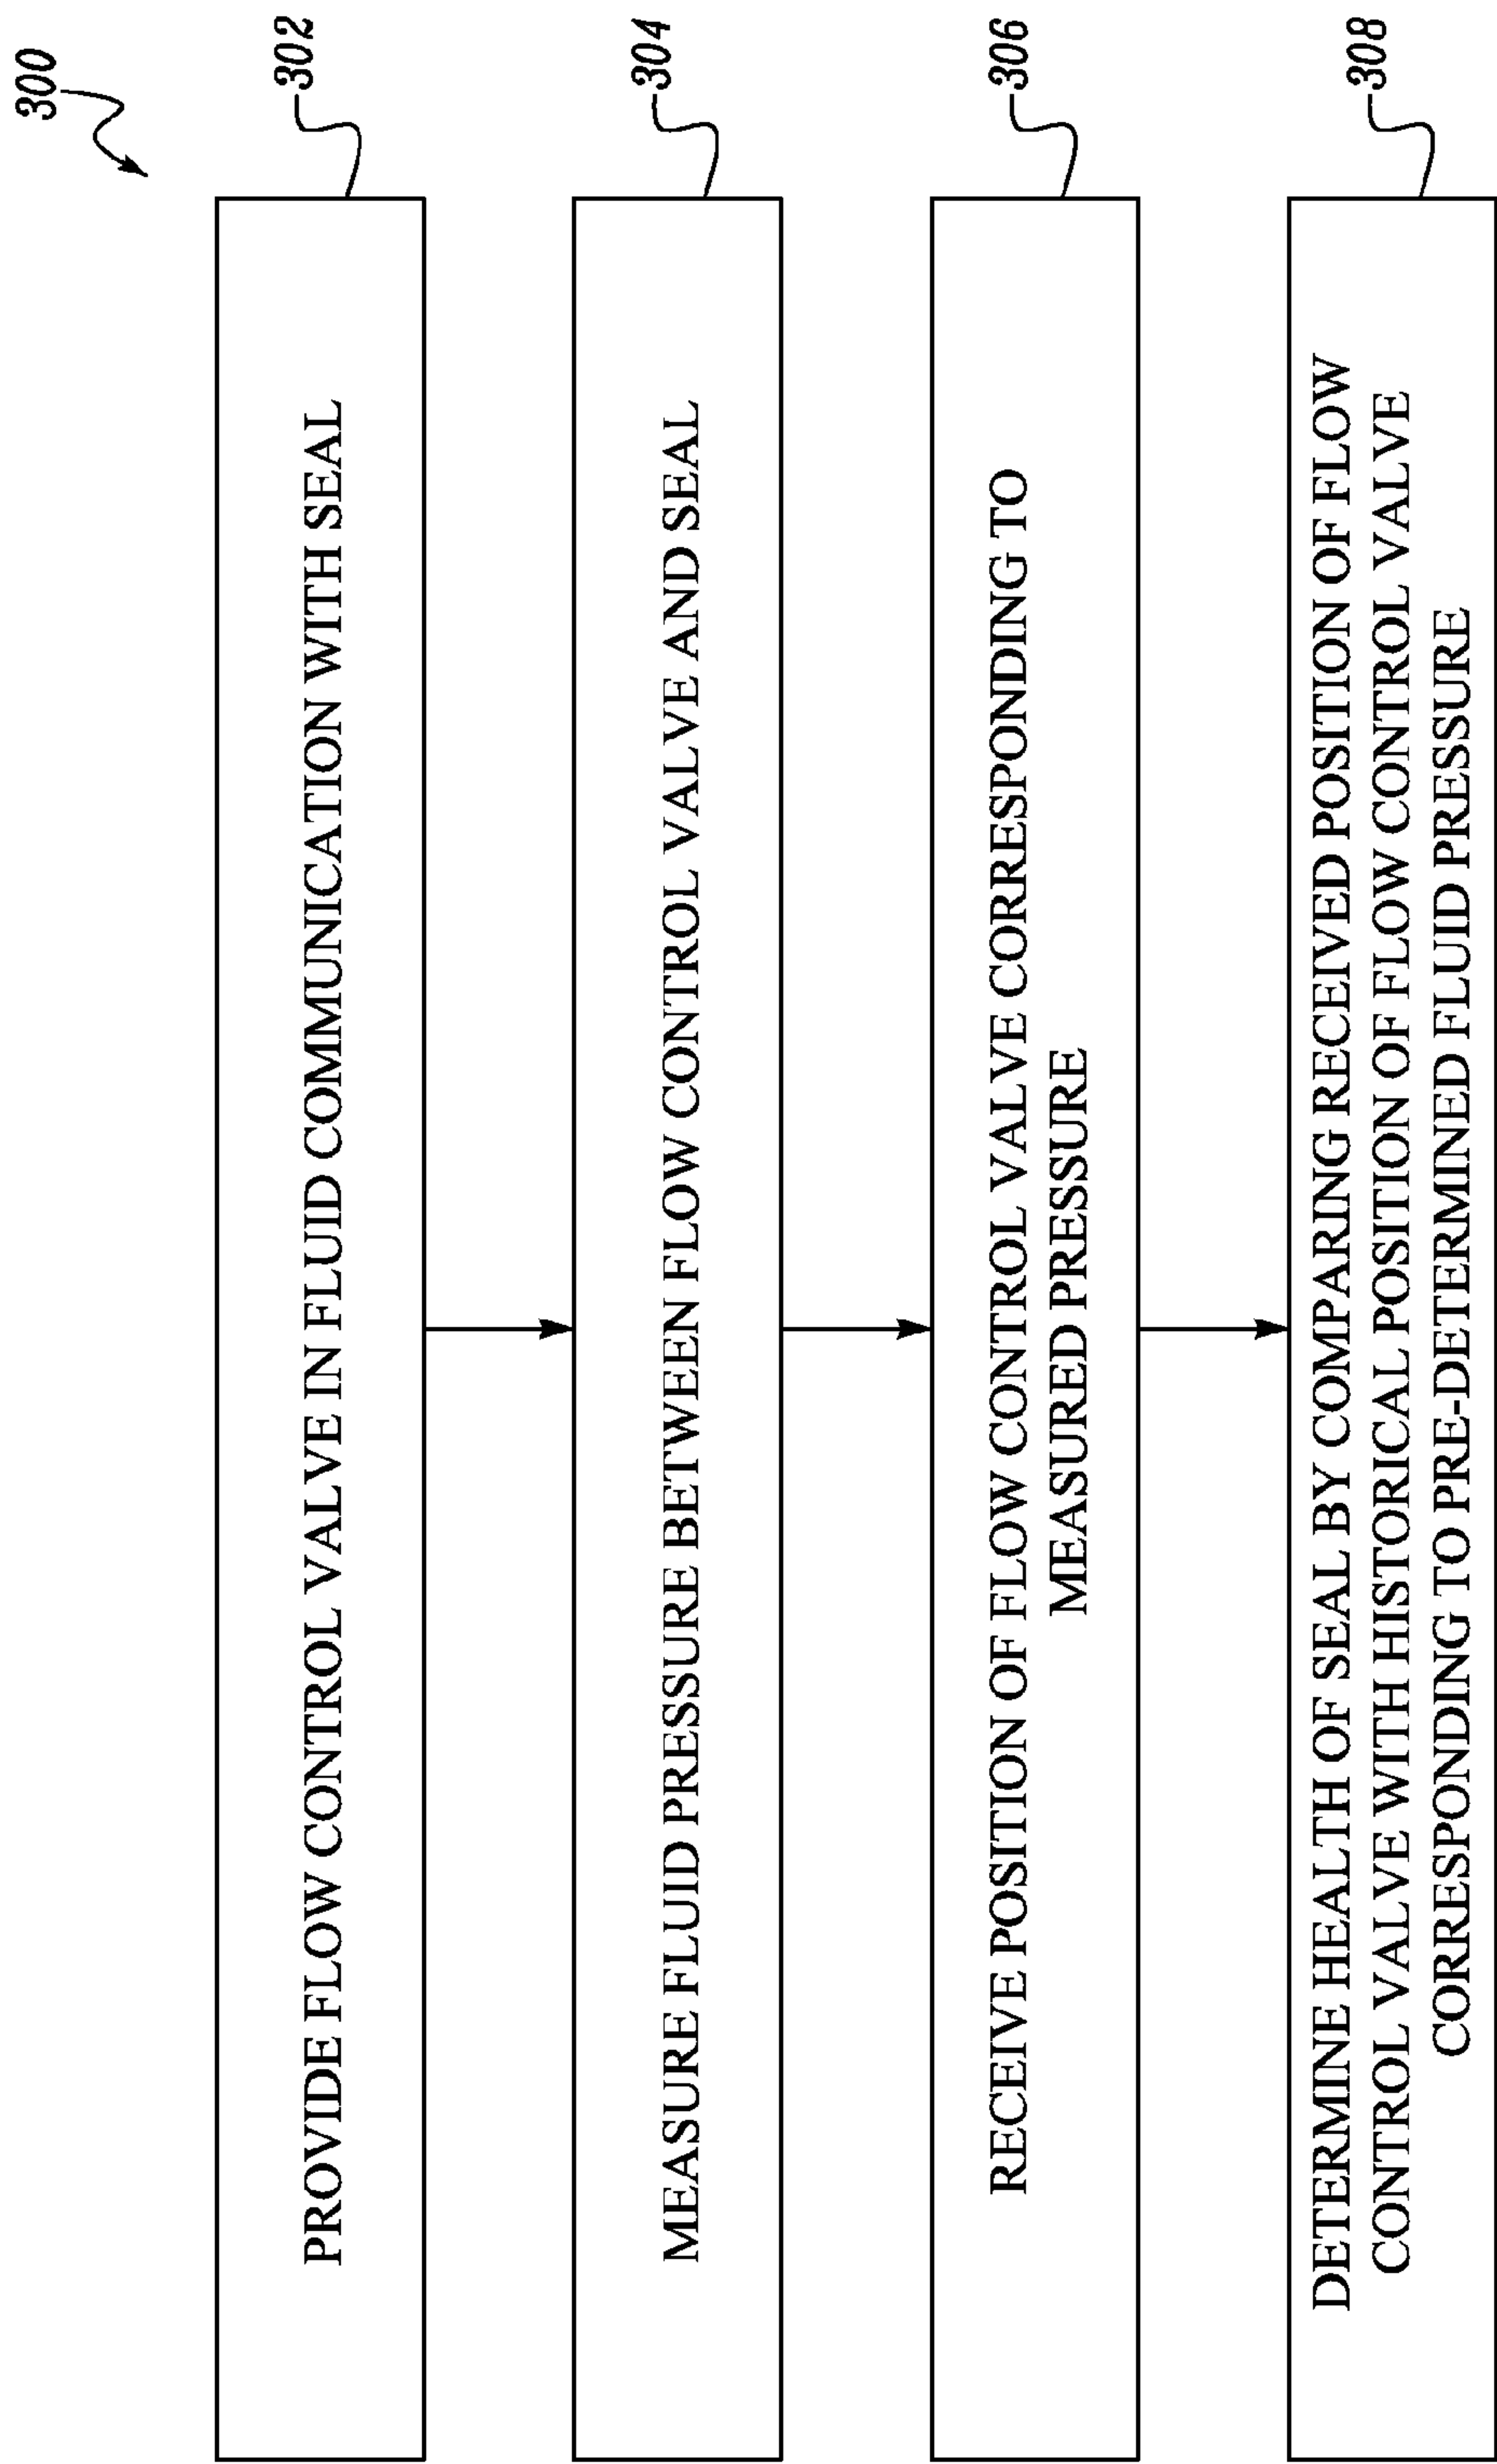 300
PROVIDE FLOW CONTROL VALVE IN FLUID COMMUNICATION WITH SEAL
302
MEASURE FLUID PRESSURE BETWEEN FLOW CONTROL VALVE AND SEAL
304
RECEIVE POSITION OF FLOW CONTROL VALVE CORRESPONDING TO
MEASURED PRESSURE
306
DETERMINE HEALTH OF SEAL BY COMPARING RECEIVED POSITION OF FLOW
CONTROL VALVE WITH HISTORICAL POSITION OF FLOW CONTROL VALVE
CORRESPONDING TO PRE-DETERMINED FLUID PRESSURE
308